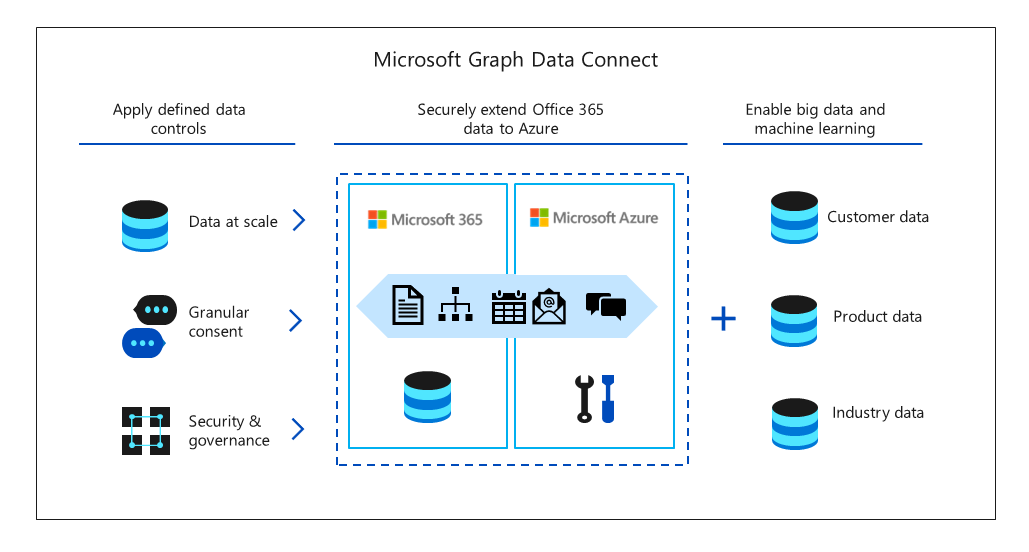 Microsoft Graph Data Connect
Apply defined data
controls
Securely extend Office 365
data to Azure
Enable big data and
machine learning
Data at scale
Granular
consent
Security &
governance
Microsoft 365
Microsoft Azure
@
Customer data
Product data
Industry data